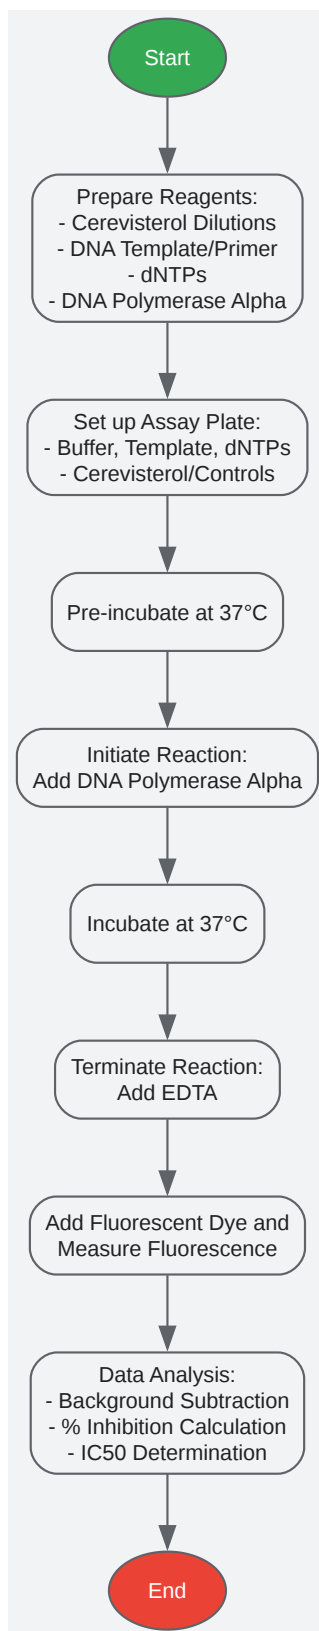 Start
Prepare Reagents:
- Cerevisterol Dilutions
- DNA Template/Primer
- dNTPs
- DNA Polymerase Alpha
Set up Assay Plate:
- Buffer, Template, dNTPs
- Cerevisterol/Controls
Pre-incubate at 37°C
Initiate Reaction:
Add DNA Polymerase Alpha
Incubate at 37°C
Terminate Reaction:
Add EDTA
Add Fluorescent Dye and
Measure Fluorescence
Data Analysis:
- Background Subtraction
- % Inhibition Calculation
- IC50 Determination
End